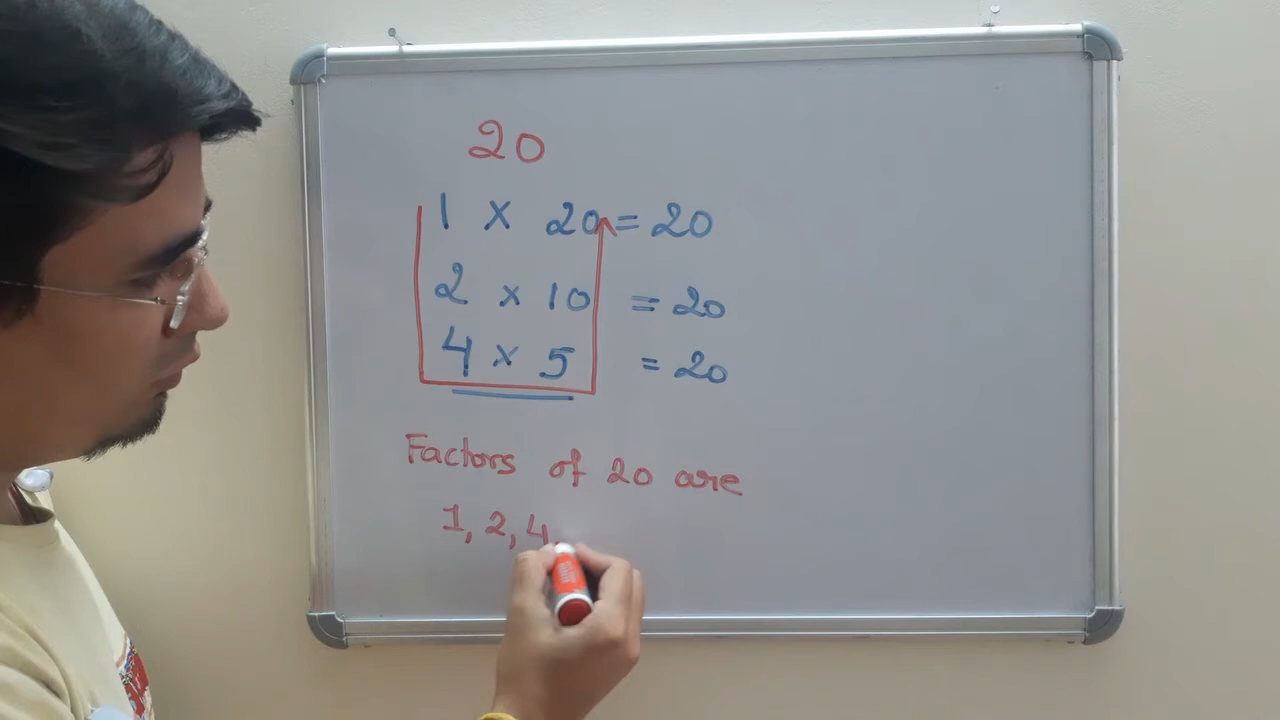 20
1 x 20 = 20
2 x 10 = 20
4 x 5 = 20
Factors of 20 are
1, 2, 4,